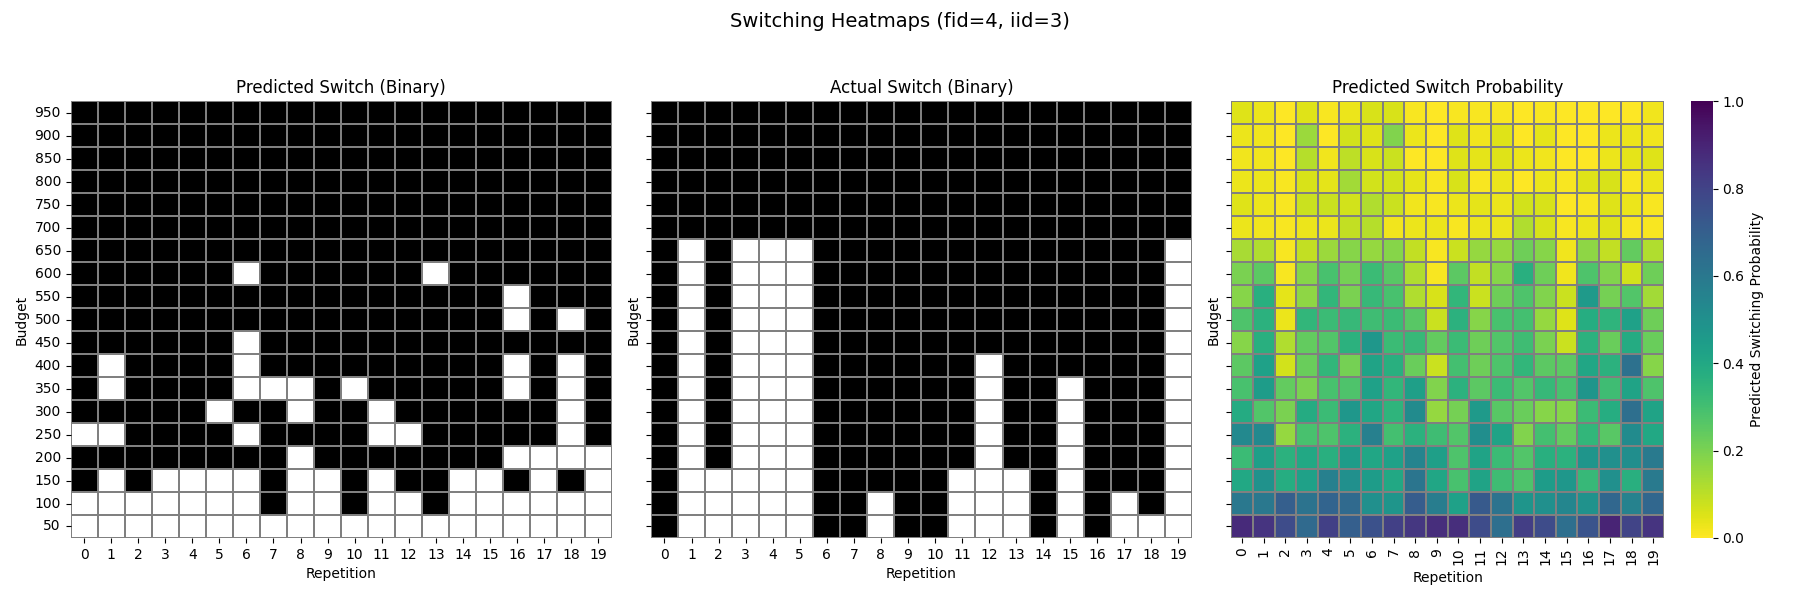 Switching Heatmaps (fid=4, iid=3)
Predicted Switch (Binary)
Budget
950
900
850
800
750
700
650
600
550
500
450
400
350
300
250
200
150
100
50
0 1 2 3 4 5 6 7 8 9 10 11 12 13 14 15 16 17 18 19
Repetition
Actual Switch (Binary)
Budget
0 1 2 3 4 5 6 7 8 9 10 11 12 13 14 15 16 17 18 19
Repetition
Predicted Switch Probability
Budget
0 1 2 3 4 5 6 7 8 9 10 11 12 13 14 15 16 17 18 19
Repetition
1.0
0.8
0.6
0.4
0.2
0.0
Predicted Switching Probability